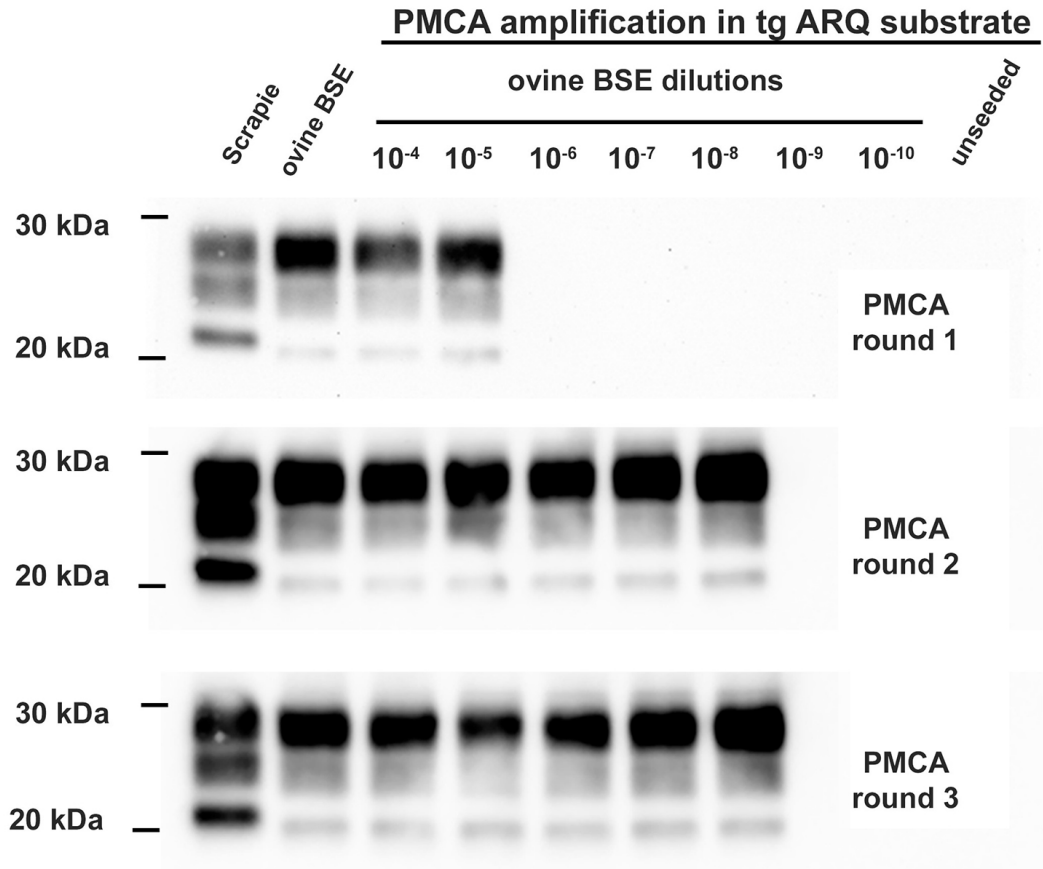 PMCA amplification in tg ARQ substrate
ovine BSE dilutions
Scrapie
ovine BSE
10-4
10-5
10-6
10-7
10-8
10-9
10-10
unseeded
30 kDa
20 kDa
PMCA
round 1
30 kDa
20 kDa
PMCA
round 2
30 kDa
20 kDa
PMCA
round 3